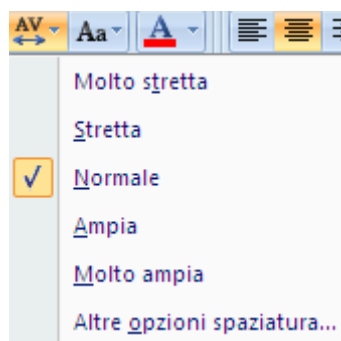 AV Aa A
Molto stretta
Stretta
Normale
Ampia
Molto ampia
Altre opzioni spaziatura...